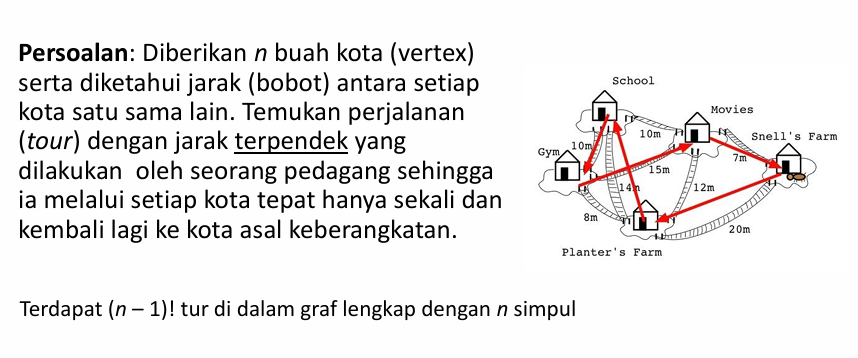 Persoalan: Diberikan n buah kota (vertex)
serta diketahui jarak (bobot) antara setiap
kota satu sama lain. Temukan perjalanan
(tour) dengan jarak terpendek yang
dilakukan oleh seorang pedagang sehingga
ia melalui setiap kota tepat hanya sekali dan
kembali lagi ke kota asal keberangkatan.
School
Movies
10m
Snell's Farm
Gym
10m
7m
15m
14m
12m
8m
20m
Planter's Farm
Terdapat (n – 1)! tur di dalam graf lengkap dengan n simpul